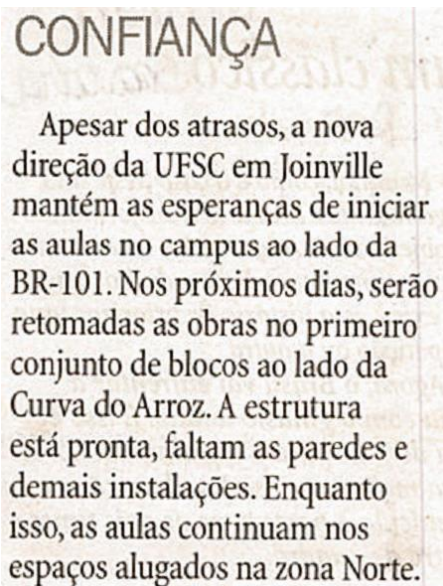 CONFIANÇA
Apesar dos atrasos, a nova
direção da UFSC em Joinville
mantém as esperanças de iniciar
as aulas no campus ao lado da
BR-101. Nos próximos dias, serão
retomadas as obras no primeiro
conjunto de blocos ao lado da
Curva do Arroz. A estrutura
está pronta, faltam as paredes e
demais instalações. Enquanto
isso, as aulas continuam nos
espaços alugados na zona Norte.